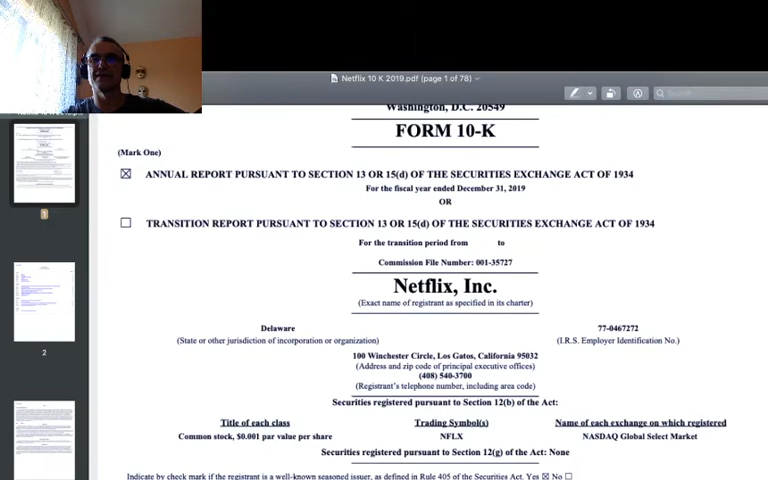 Netflix 10 K 2019.pdf (page 1 of 78)
Search
Washington, D.C. 20549
FORM 10-K
(Mark One)
☒ ANNUAL REPORT PURSUANT TO SECTION 13 OR 15(d) OF THE SECURITIES EXCHANGE ACT OF 1934
For the fiscal year ended December 31, 2019
OR
☐ TRANSITION REPORT PURSUANT TO SECTION 13 OR 15(d) OF THE SECURITIES EXCHANGE ACT OF 1934
For the transition period from to
Commission File Number: 001-35727
Netflix, Inc.
(Exact name of registrant as specified in its charter)
Delaware 77-0467272
(State or other jurisdiction of incorporation or organization) (I.R.S. Employer Identification No.)
100 Winchester Circle, Los Gatos, California 95032
(Address and zip code of principal executive offices)
(408) 540-3700
(Registrant's telephone number, including area code)
Securities registered pursuant to Section 12(b) of the Act:
Title of each class Trading Symbol(s) Name of each exchange on which registered
Common stock, $0.001 par value per share NFLX NASDAQ Global Select Market
Securities registered pursuant to Section 12(g) of the Act: None
Indicate by check mark if the registrant is a well-known seasoned issuer, as defined in Rule 405 of the Securities Act. Yes ☒ No ☐
1
2